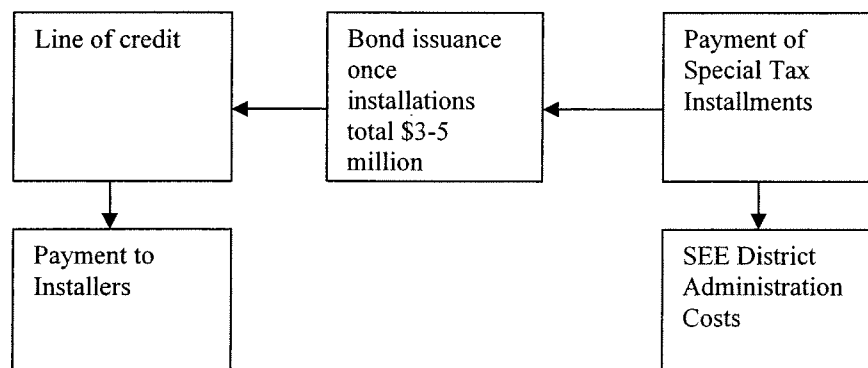 Line of credit
Bond issuance
once
installations
total $3-5
million
Payment of
Special Tax
Installments
Payment to
Installers
SEE District
Administration
Costs